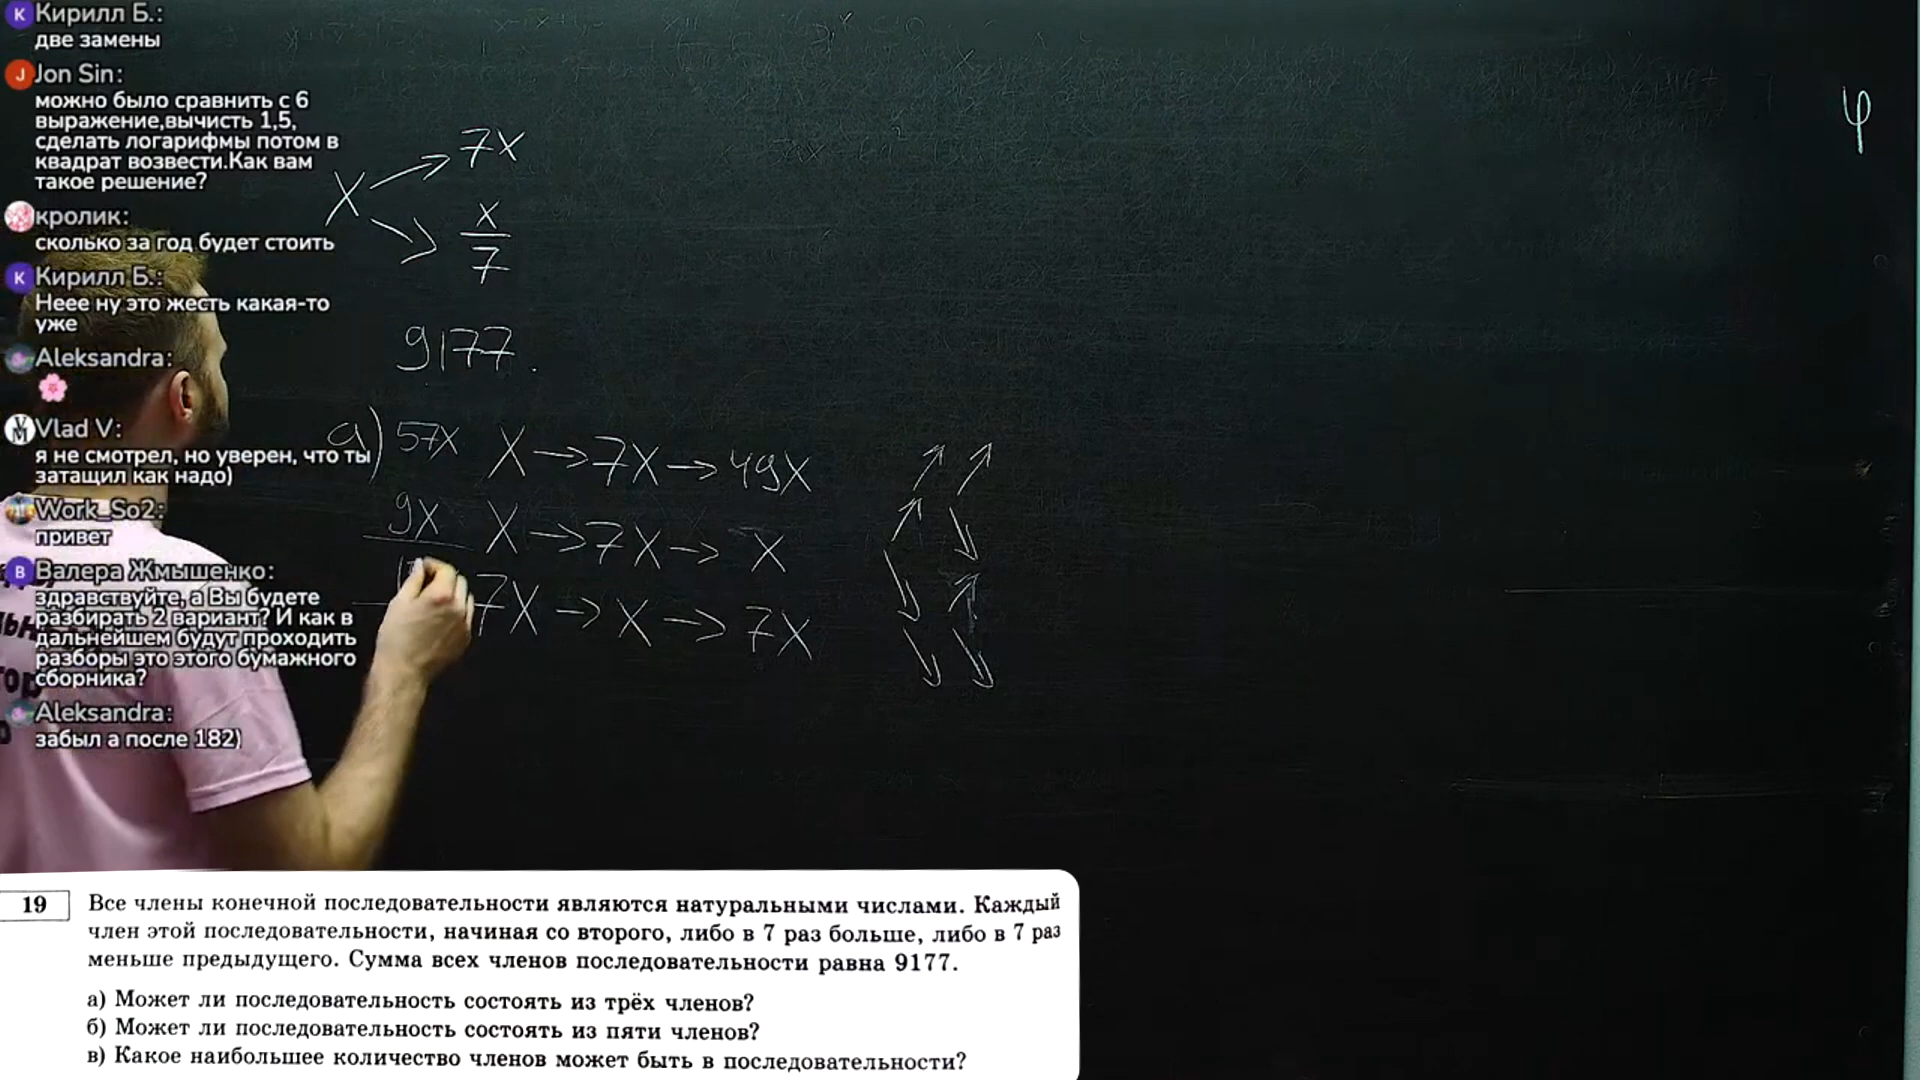 Кирилл Б.:
две замены
Jon Sin:
можно было сравнить с 6
выражение,вычисть 1,5,
сделать логарифмы потом в
квадрат возвести.Как вам
такое решение?
кролик:
сколько за год будет стоить
Кирилл Б.:
Неее ну это жесть какая-то
уже
Aleksandra:
🌸
Vlad V:
я не смотрел, но уверен, что ты
затащил как надо)
Work_So2:
привет
Валера Жмышенко:
здравствуйте, а Вы будете
разбирать 2 вариант? И как в
дальнейшем будут проходить
разборы это этого бумажного
сборника?
Aleksandra:
забыл а после 182)
X → 7X
→ x/7
9177.
а) 57X X → 7X → 49X
9X X → 7X → X
7X → X → 7X
φ
19 Все члены конечной последовательности являются натуральными числами. Каждый
член этой последовательности, начиная со второго, либо в 7 раз больше, либо в 7 раз
меньше предыдущего. Сумма всех членов последовательности равна 9177.
а) Может ли последовательность состоять из трёх членов?
б) Может ли последовательность состоять из пяти членов?
в) Какое наибольшее количество членов может быть в последовательности?